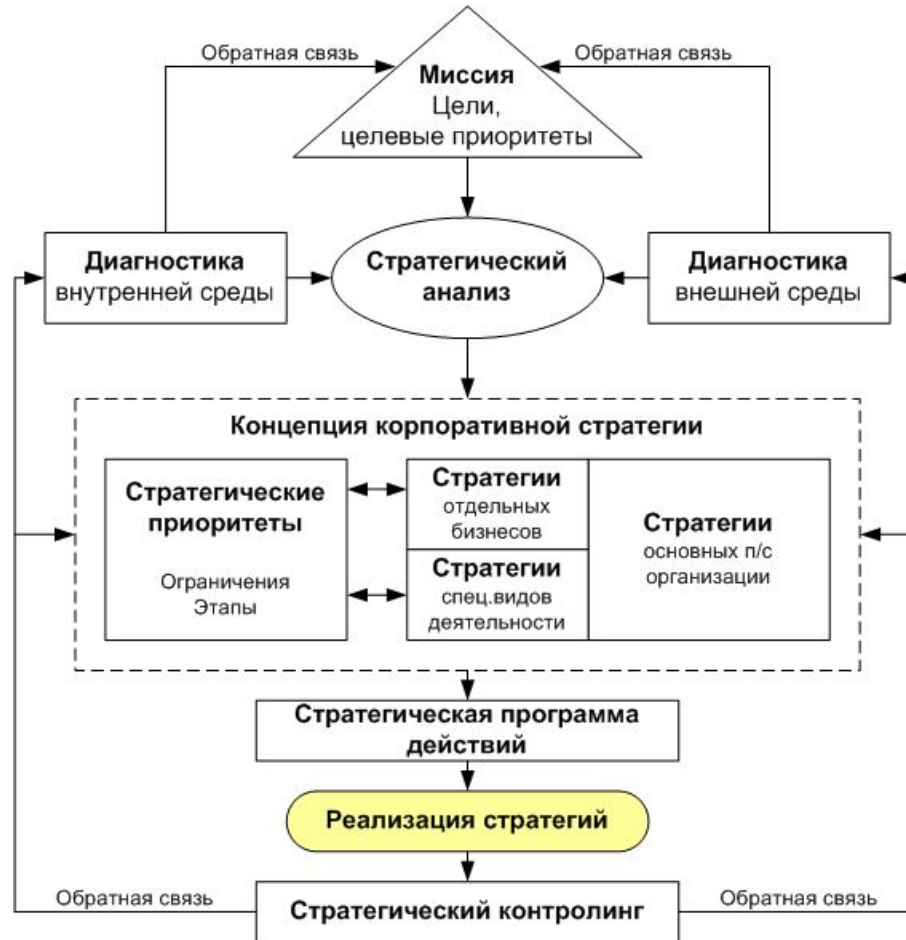 Обратная связь
Обратная связь
Миссия
Цели,
целевые приоритеты
Диагностика
внутренней среды
Стратегический
анализ
Диагностика
внешней среды
Концепция корпоративной стратегии
Стратегические
приоритеты
Ограничения
Этапы
Стратегии
отдельных
бизнесов
Стратегии
спец.видов
деятельности
Стратегии
основных п/с
организации
Стратегическая программа
действий
Реализация стратегий
Обратная связь
Стратегический контролинг
Обратная связь